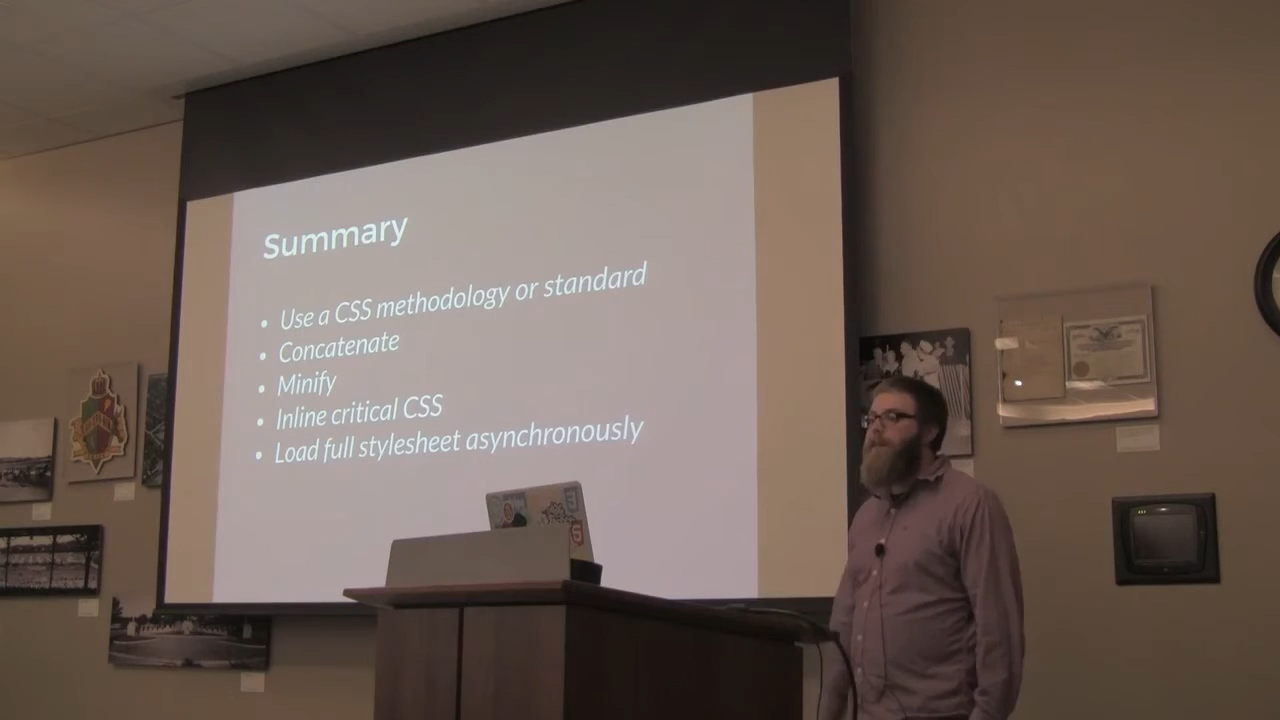 Summary
• Use a CSS methodology or standard
• Concatenate
• Minify
• Inline critical CSS
• Load full stylesheet asynchronously